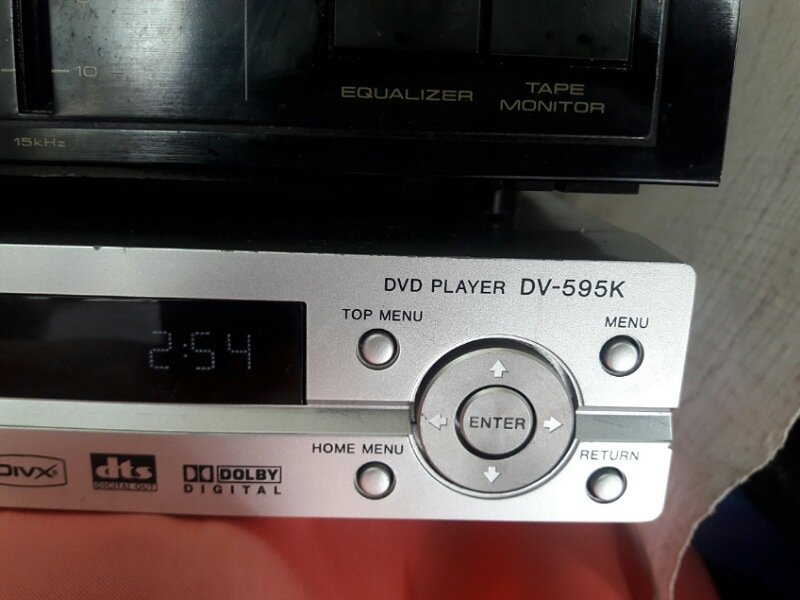 10
EQUALIZER
TAPE
MONITOR
15kHz
DVD PLAYER DV-595K
TOP MENU
MENU
2:54
ENTER
HOME MENU
RETURN
DIVX
dts
DIGITAL OUT
DOLBY
DIGITAL